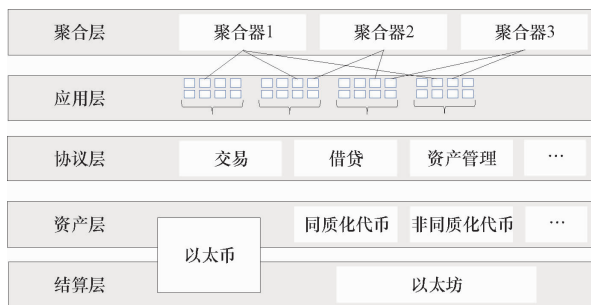 聚合层 聚合器1 聚合器2 聚合器3
应用层
协议层 交易 借贷 资产管理 …
资产层 同质化代币 非同质化代币 …
以太币
结算层 以太坊